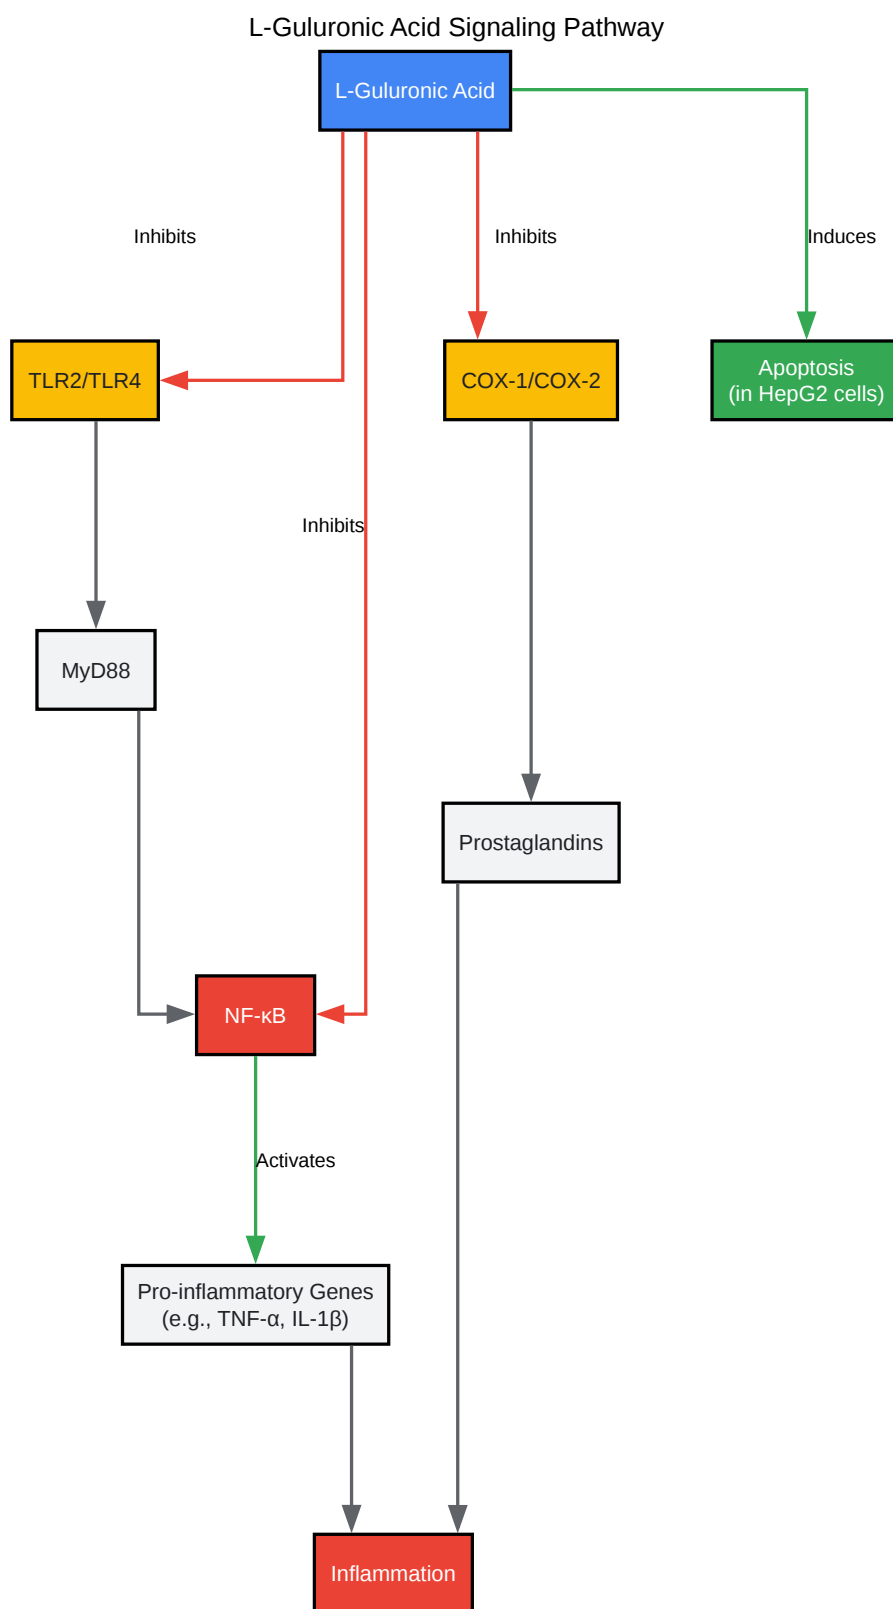 L-Guluronic Acid Signaling Pathway
L-Guluronic Acid
Inhibits
Inhibits
Induces
TLR2/TLR4
COX-1/COX-2
Apoptosis
(in HepG2 cells)
Inhibits
MyD88
Prostaglandins
NF-κB
Activates
Pro-inflammatory Genes
(e.g., TNF-α, IL-1β)
Inflammation